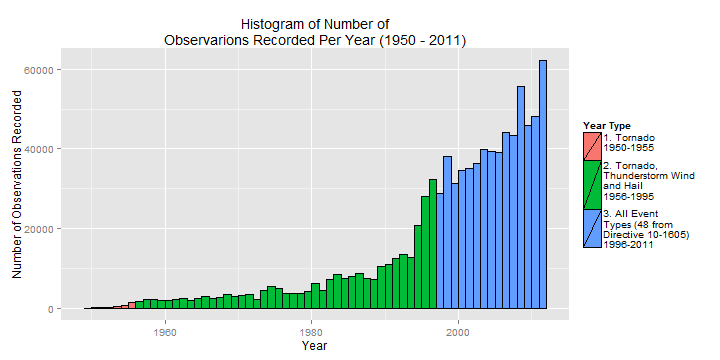 Histogram of Number of
Observarions Recorded Per Year (1950 - 2011)
Number of Observations Recorded
60000
40000
20000
0
1960
1980
2000
Year
Year Type
1. Tornado
1950-1955
2. Tornado,
Thunderstorm Wind
and Hail
1956-1995
3. All Event
Types (48 from
Directive 10-1605)
1996-2011